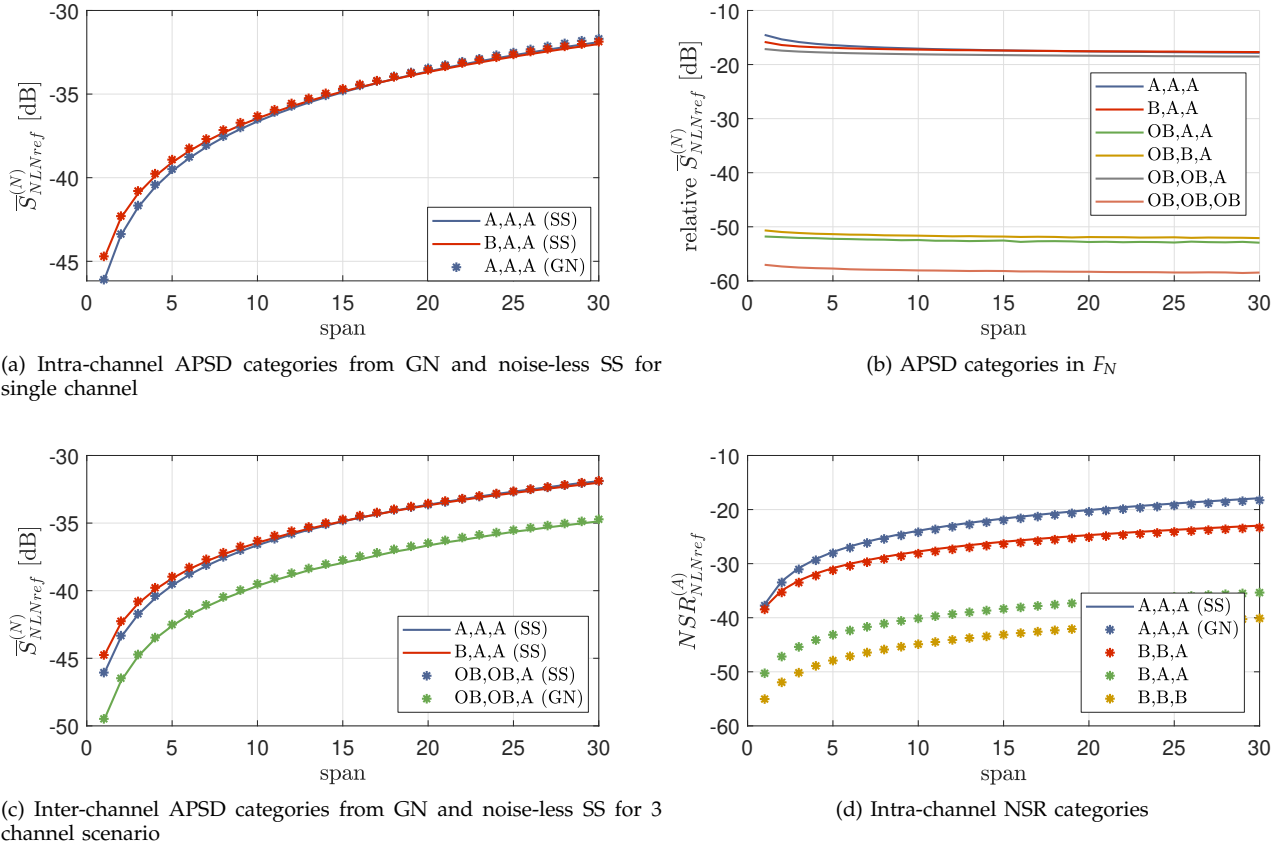 -30
-35
-40
-45
0 5 10 15 20 25 30
span
S̅_{NLNref}^{(N)} [dB]
A,A,A (SS)
B,A,A (SS)
A,A,A (GN)
(a) Intra-channel APSD categories from GN and noise-less SS for
single channel
-10
-20
-30
-40
-50
-60
0 5 10 15 20 25 30
span
relative S̅_{NLNref}^{(N)} [dB]
A,A,A
B,A,A
OB,A,A
OB,B,A
OB,OB,A
OB,OB,OB
(b) APSD categories in F_N
-30
-35
-40
-45
-50
0 5 10 15 20 25 30
span
S̅_{NLNref}^{(N)} [dB]
A,A,A (SS)
B,A,A (SS)
OB,OB,A (SS)
OB,OB,A (GN)
(c) Inter-channel APSD categories from GN and noise-less SS for 3
channel scenario
-10
-20
-30
-40
-50
-60
0 5 10 15 20 25 30
span
NSR_{NLNref}^{(A)}
A,A,A (SS)
A,A,A (GN)
B,B,A
B,A,A
B,B,B
(d) Intra-channel NSR categories